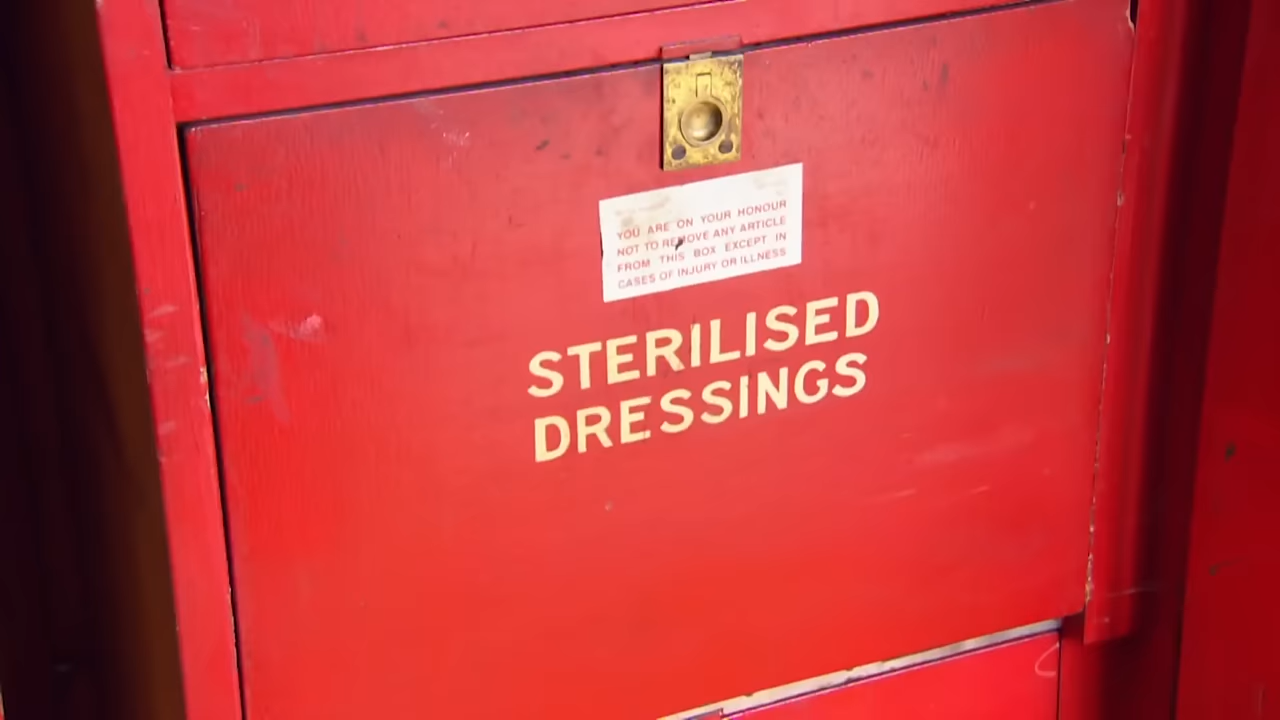 YOU ARE ON YOUR HONOUR
NOT TO REMOVE ANY ARTICLE
FROM THIS BOX EXCEPT IN
CASES OF INJURY OR ILLNESS
STERILISED
DRESSINGS